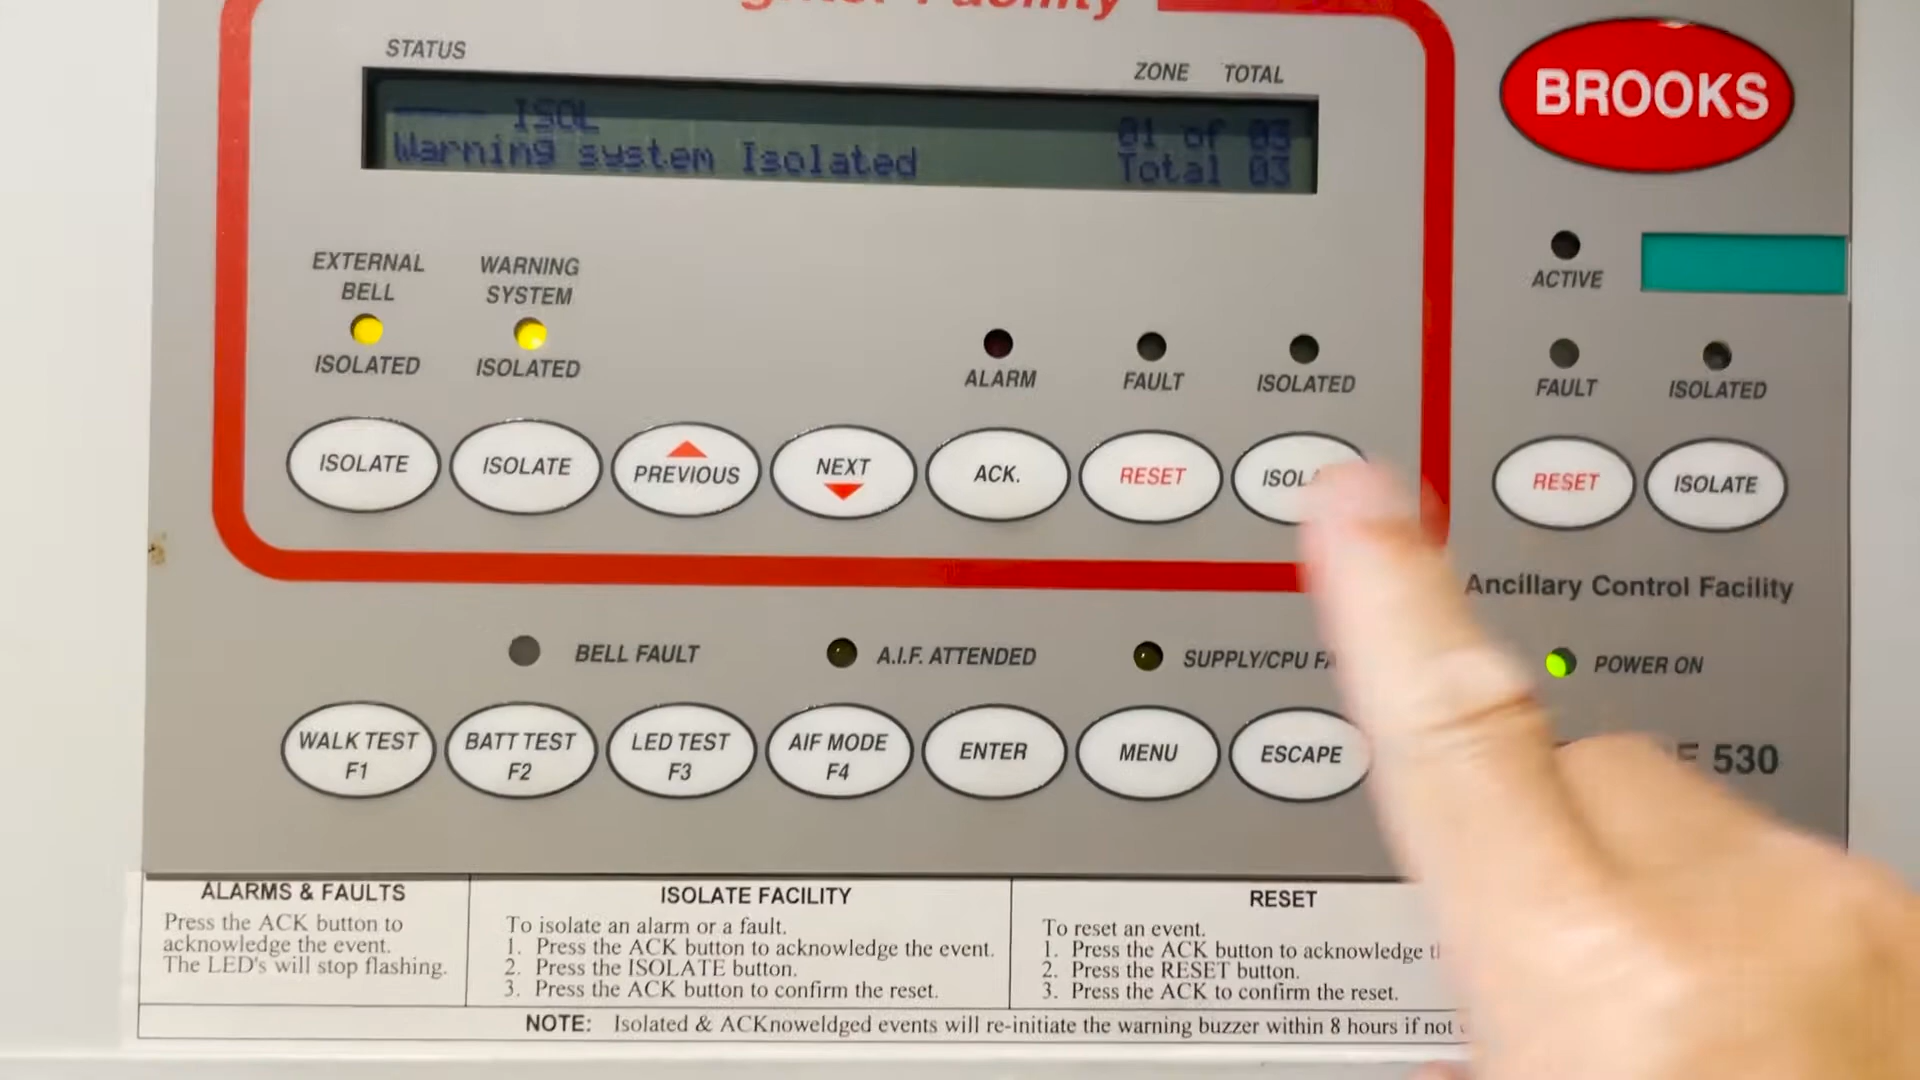 Facility
STATUS
ZONE TOTAL
ISOL 01 of 03
Warning system Isolated Total 03
BROOKS
ACTIVE
EXTERNAL
BELL
ISOLATED
WARNING
SYSTEM
ISOLATED
ALARM
FAULT
ISOLATED
FAULT
ISOLATED
ISOLATE
ISOLATE
PREVIOUS
NEXT
ACK.
RESET
ISOL
RESET
ISOLATE
Ancillary Control Facility
BELL FAULT
A.I.F. ATTENDED
SUPPLY/CPU
POWER ON
WALK TEST
F1
BATT TEST
F2
LED TEST
F3
AIF MODE
F4
ENTER
MENU
ESCAPE
530
ALARMS & FAULTS
Press the ACK button to
acknowledge the event.
The LED's will stop flashing.
ISOLATE FACILITY
To isolate an alarm or a fault.
1. Press the ACK button to acknowledge the event.
2. Press the ISOLATE button.
3. Press the ACK button to confirm the reset.
RESET
To reset an event.
1. Press the ACK button to acknowledge
2. Press the RESET button.
3. Press the ACK to confirm the reset.
NOTE: Isolated & ACKnoweldged events will re-initiate the warning buzzer within 8 hours if not